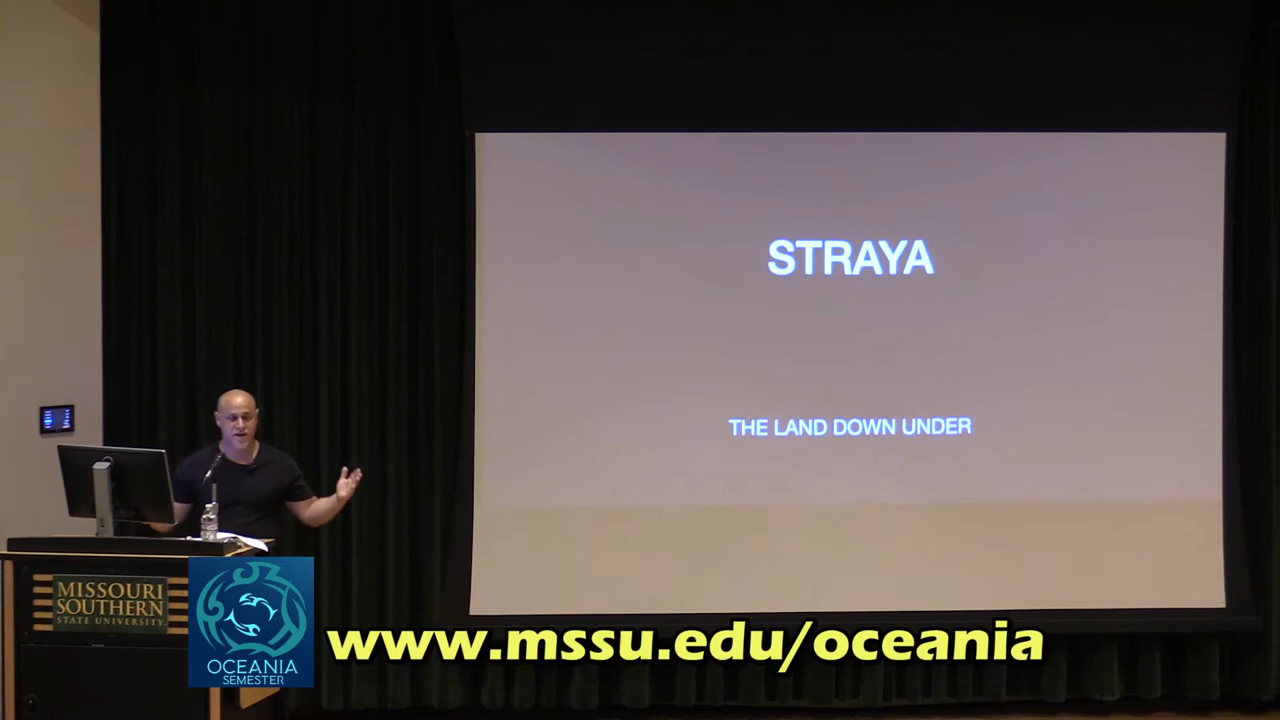 STRAYA
THE LAND DOWN UNDER
MISSOURI
SOUTHERN
STATE UNIVERSITY
OCEANIA
SEMESTER
www.mssu.edu/oceania